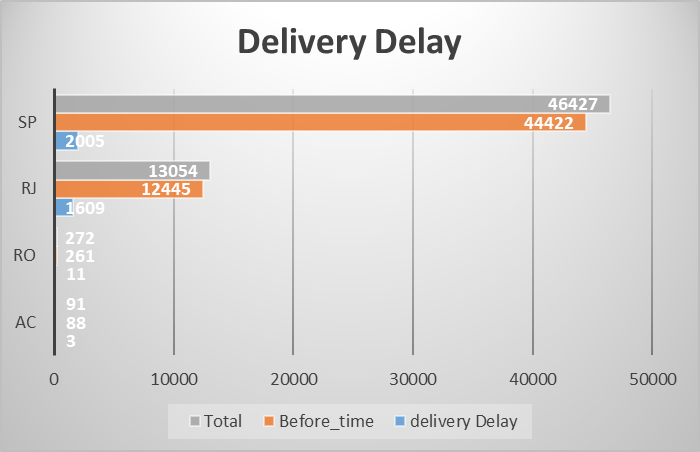 Delivery Delay
SP
46427
44422
2005
RJ
13054
12445
1609
RO
272
261
11
AC
91
88
3
0 10000 20000 30000 40000 50000
Total Before_time delivery Delay